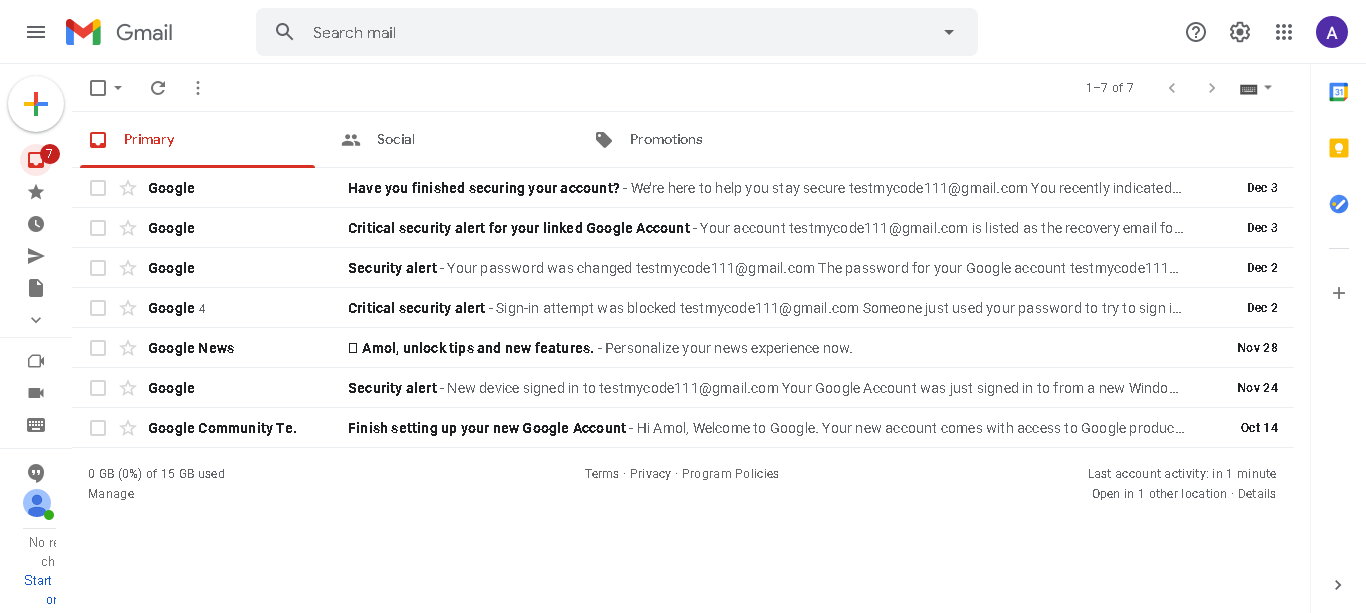 Gmail
Search mail
A
1–7 of 7
31
Primary
Social
Promotions
7
Google Have you finished securing your account? - We're here to help you stay secure testmycode111@gmail.com You recently indicated... Dec 3
Google Critical security alert for your linked Google Account - Your account testmycode111@gmail.com is listed as the recovery email fo... Dec 3
Google Security alert - Your password was changed testmycode111@gmail.com The password for your Google account testmycode111... Dec 2
Google 4 Critical security alert - Sign-in attempt was blocked testmycode111@gmail.com Someone just used your password to try to sign i... Dec 2
Google News Amol, unlock tips and new features. - Personalize your news experience now. Nov 28
Google Security alert - New device signed in to testmycode111@gmail.com Your Google Account was just signed in to from a new Windo... Nov 24
Google Community Te. Finish setting up your new Google Account - Hi Amol, Welcome to Google. Your new account comes with access to Google produc... Oct 14
0 GB (0%) of 15 GB used
Manage
Terms · Privacy · Program Policies
Last account activity: in 1 minute
Open in 1 other location · Details
No re
ch
Start
or